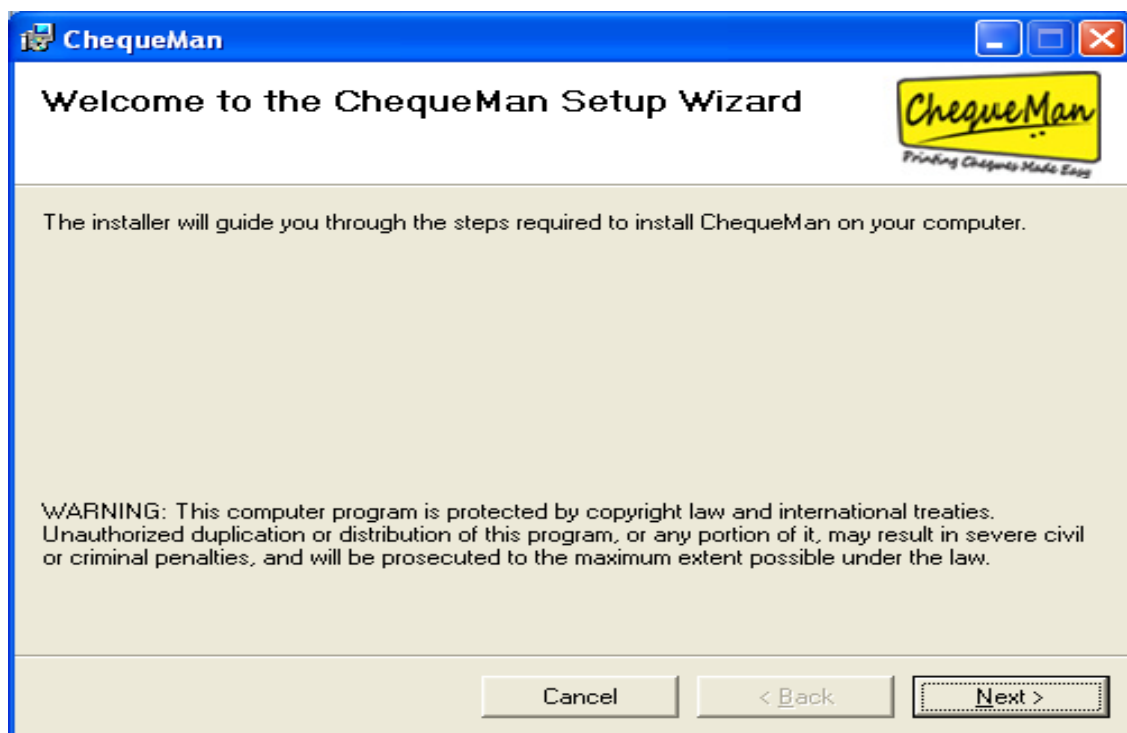 ChequeMan
Welcome to the ChequeMan Setup Wizard
ChequeMan
Printing Cheques Made Easy
The installer will guide you through the steps required to install ChequeMan on your computer.
WARNING: This computer program is protected by copyright law and international treaties.
Unauthorized duplication or distribution of this program, or any portion of it, may result in severe civil
or criminal penalties, and will be prosecuted to the maximum extent possible under the law.
Cancel
< Back
Next >